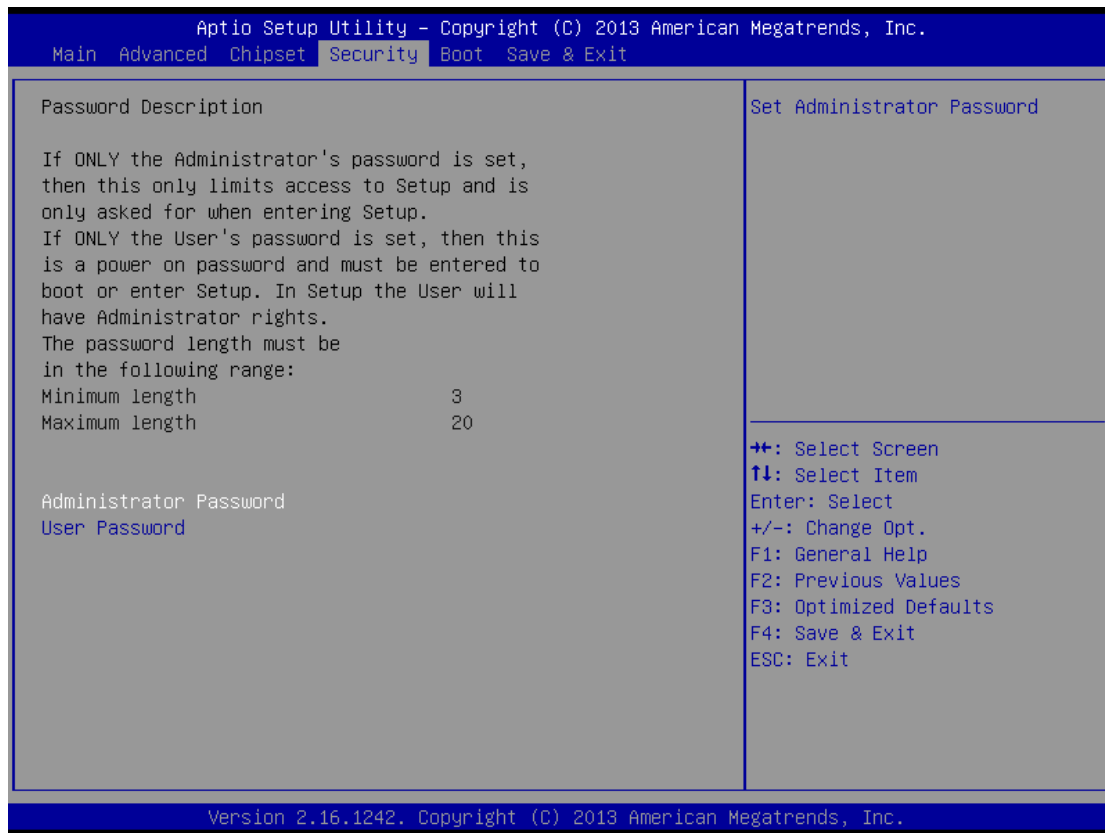 Aptio Setup Utility – Copyright (C) 2013 American Megatrends, Inc.
Main Advanced Chipset Security Boot Save & Exit
Password Description
If ONLY the Administrator's password is set,
then this only limits access to Setup and is
only asked for when entering Setup.
If ONLY the User's password is set, then this
is a power on password and must be entered to
boot or enter Setup. In Setup the User will
have Administrator rights.
The password length must be
in the following range:
Minimum length 3
Maximum length 20
Administrator Password
User Password
Set Administrator Password
→←: Select Screen
↑↓: Select Item
Enter: Select
+/-: Change Opt.
F1: General Help
F2: Previous Values
F3: Optimized Defaults
F4: Save & Exit
ESC: Exit
Version 2.16.1242. Copyright (C) 2013 American Megatrends, Inc.